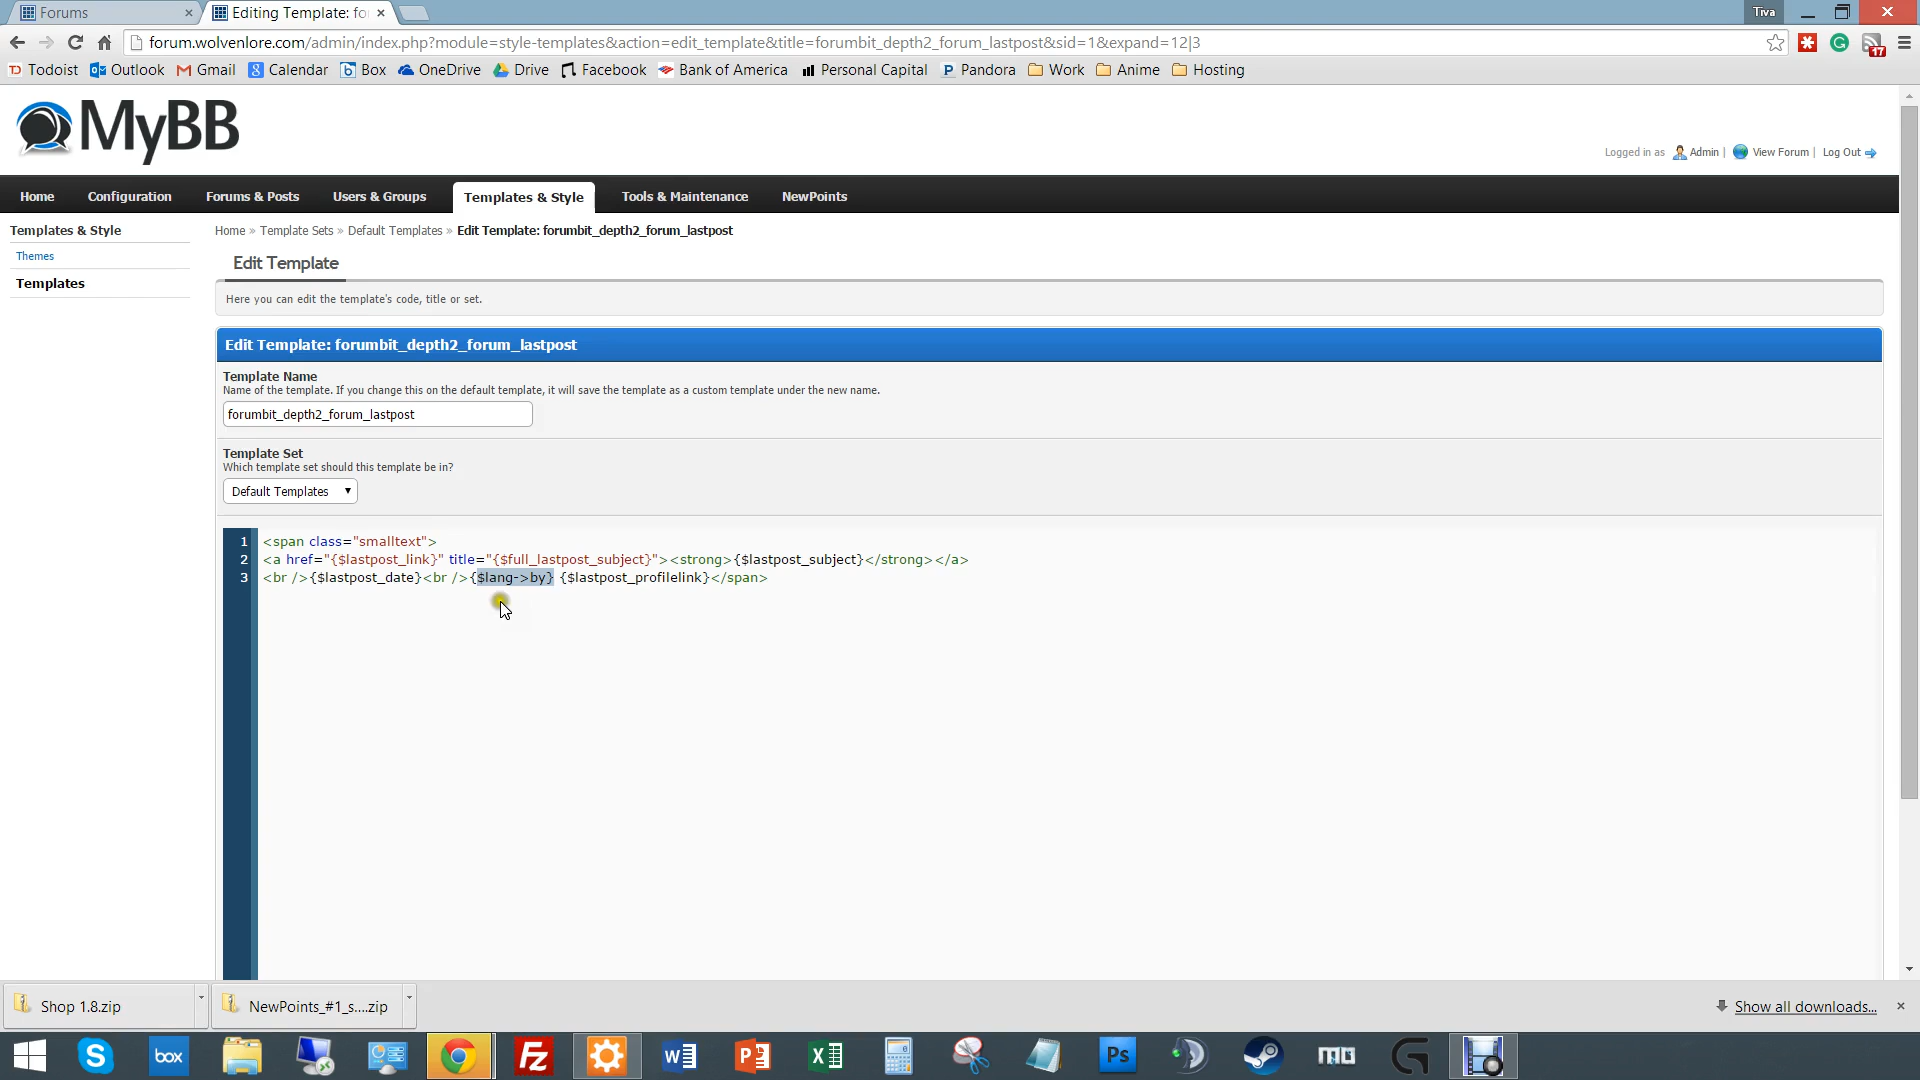 Forums
Editing Template: fo
Tiva
forum.wolvenlore.com/admin/index.php?module=style-templates&action=edit_template&title=forumbit_depth2_forum_lastpost&sid=1&expand=12|3
17
Todoist Outlook Gmail Calendar Box OneDrive Drive Facebook Bank of America Personal Capital Pandora Work Anime Hosting
MyBB
Logged in as Admin | View Forum | Log Out
Home Configuration Forums & Posts Users & Groups Templates & Style Tools & Maintenance NewPoints
Templates & Style
Themes
Templates
Home » Template Sets » Default Templates » Edit Template: forumbit_depth2_forum_lastpost
Edit Template
Here you can edit the template's code, title or set.
Edit Template: forumbit_depth2_forum_lastpost
Template Name
Name of the template. If you change this on the default template, it will save the template as a custom template under the new name.
forumbit_depth2_forum_lastpost
Template Set
Which template set should this template be in?
Default Templates
1 <span class="smalltext">
2 <a href="{$lastpost_link}" title="{$full_lastpost_subject}"><strong>{$lastpost_subject}</strong></a>
3 <br />{$lastpost_date}<br />{$lang->by} {$lastpost_profilelink}</span>
Shop 1.8.zip
NewPoints_#1_s....zip
Show all downloads...
box
Fz
Ps